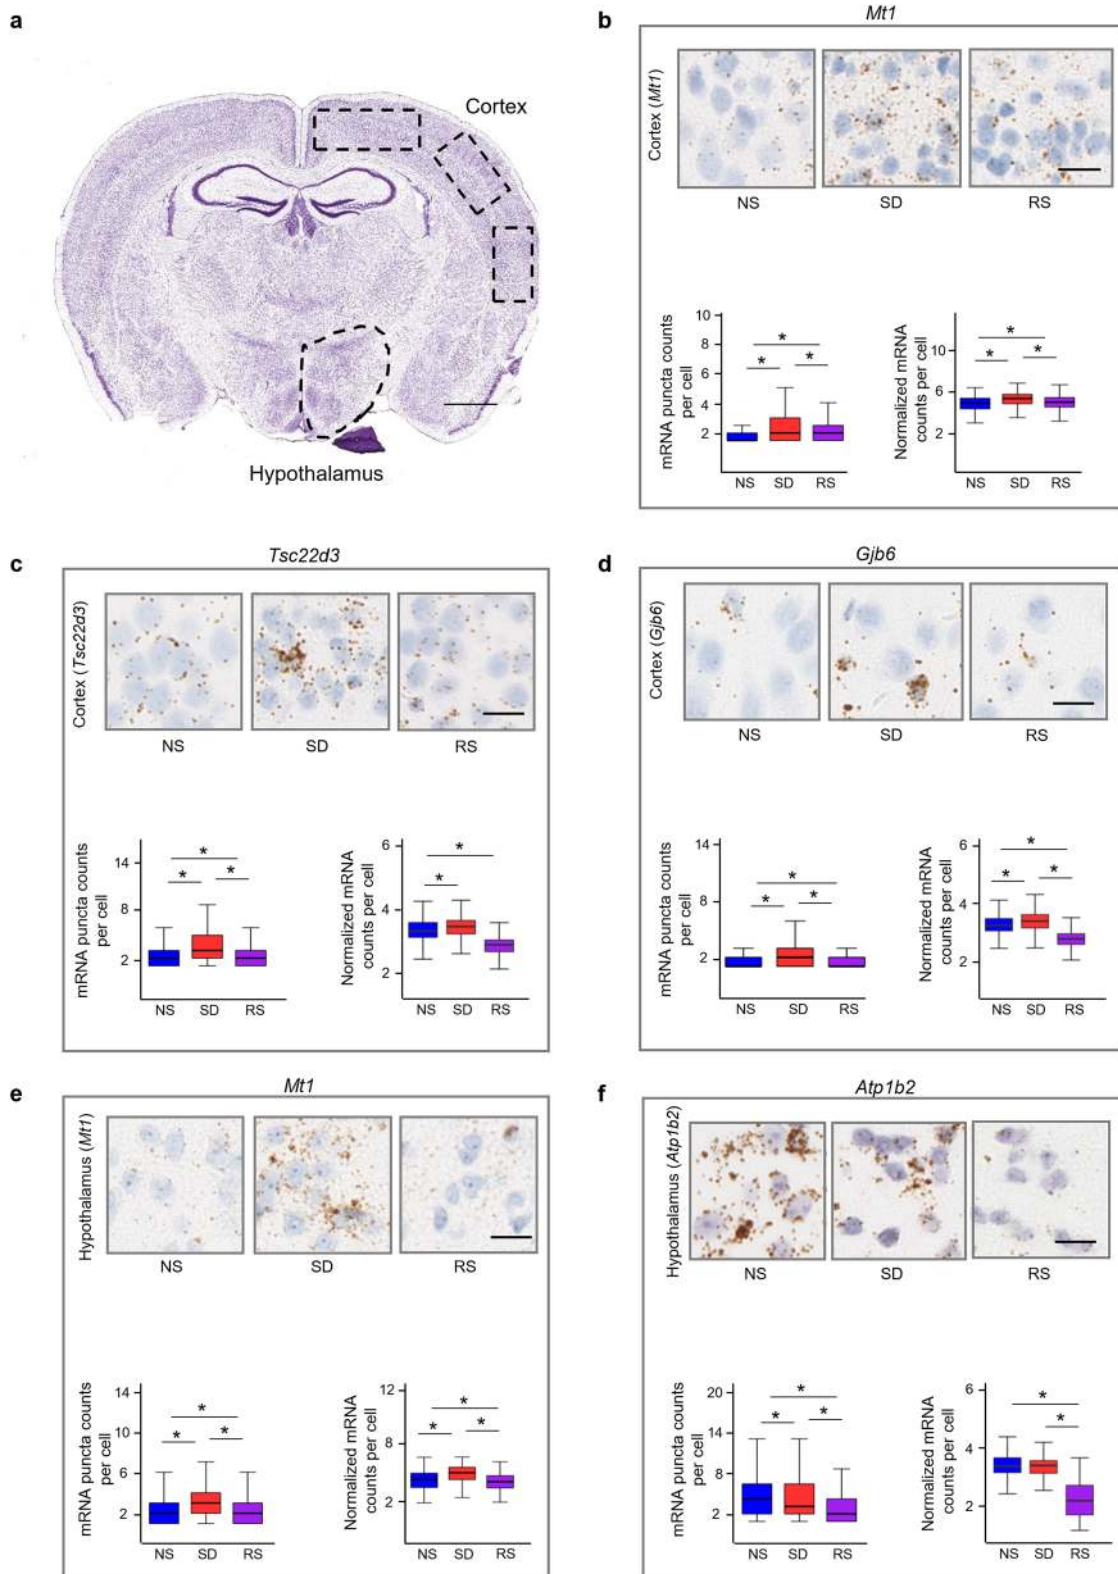 a
Cortex
Hypothalamus
b
Mt1
Cortex (Mt1)
NS
SD
RS
mRNA puncta counts
per cell
10
8
6
4
2
*
*
*
NS
SD
RS
Normalized mRNA
counts per cell
10
6
2
*
*
*
NS
SD
RS
c
Tsc22d3
Cortex (Tsc22d3)
NS
SD
RS
mRNA puncta counts
per cell
14
8
2
*
*
*
NS
SD
RS
Normalized mRNA
counts per cell
6
4
2
*
*
NS
SD
RS
d
Gjb6
Cortex (Gjb6)
NS
SD
RS
mRNA puncta counts
per cell
14
8
2
*
*
*
NS
SD
RS
Normalized mRNA
counts per cell
6
4
2
*
*
*
NS
SD
RS
e
Mt1
Hypothalamus (Mt1)
NS
SD
RS
mRNA puncta counts
per cell
14
10
6
2
*
*
*
NS
SD
RS
Normalized mRNA
counts per cell
12
8
2
*
*
*
NS
SD
RS
f
Atp1b2
Hypothalamus (Atp1b2)
NS
SD
RS
mRNA puncta counts
per cell
20
14
8
2
*
*
*
NS
SD
RS
Normalized mRNA
counts per cell
6
4
2
*
*
NS
SD
RS